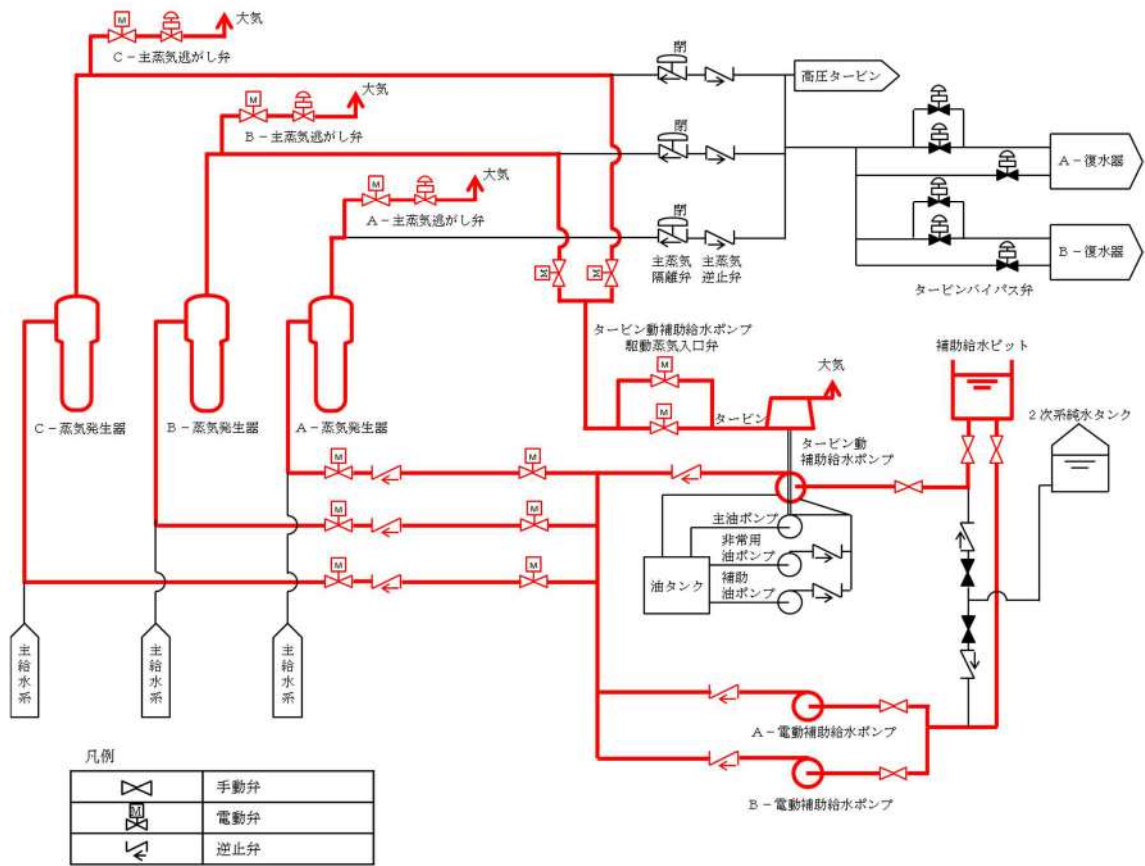 M
大気
C－主蒸気逃がし弁
M
大気
B－主蒸気逃がし弁
M
大気
A－主蒸気逃がし弁
閉
閉
閉
高圧タービン
主蒸気
隔離弁
主蒸気
逆止弁
A－復水器
B－復水器
タービンバイパス弁
M
M
タービン動補助給水ポンプ
駆動蒸気入口弁
M
M
タービン
大気
補助給水ピット
2次系純水タンク
C－蒸気発生器
B－蒸気発生器
A－蒸気発生器
タービン動
補助給水ポンプ
M
M
M
M
M
M
主油ポンプ
非常用
油ポンプ
補助
油ポンプ
油タンク
主給水系
主給水系
主給水系
A－電動補助給水ポンプ
B－電動補助給水ポンプ
凡例
手動弁
M
電動弁
逆止弁